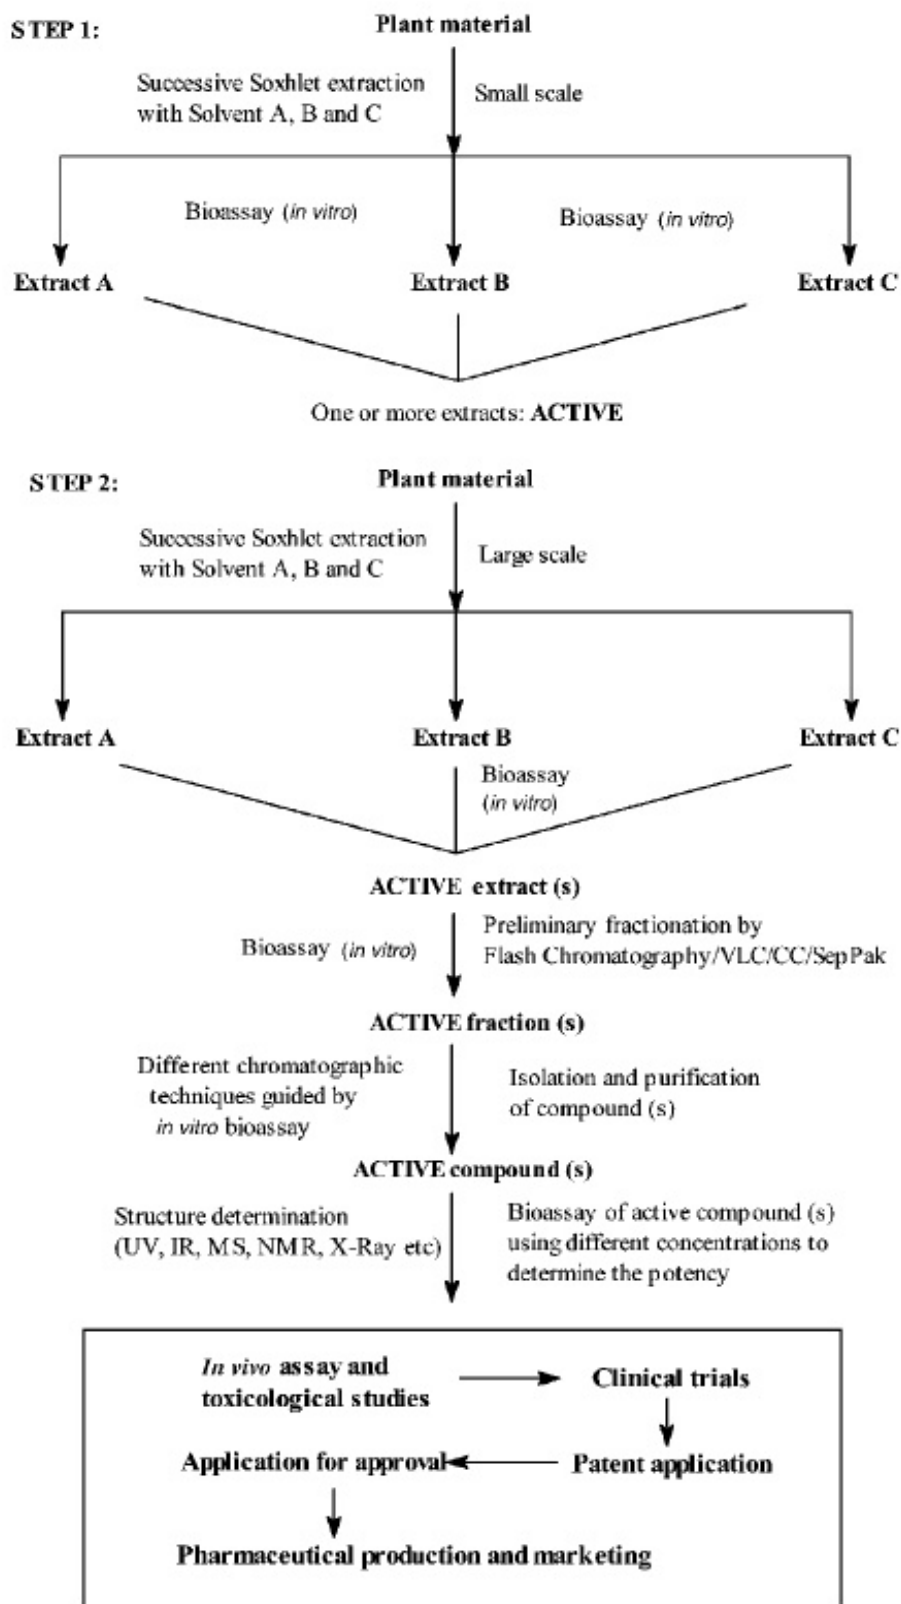 STEP 1:
Plant material
Successive Soxhlet extraction
with Solvent A, B and C
Small scale
Bioassay (in vitro)
Bioassay (in vitro)
Extract A
Extract B
Extract C
One or more extracts: ACTIVE
STEP 2:
Plant material
Successive Soxhlet extraction
with Solvent A, B and C
Large scale
Extract A
Extract B
Extract C
Bioassay
(in vitro)
ACTIVE extract (s)
Bioassay (in vitro)
Preliminary fractionation by
Flash Chromatography/VLC/CC/SepPak
ACTIVE fraction (s)
Different chromatographic
techniques guided by
in vitro bioassay
Isolation and purification
of compound (s)
ACTIVE compound (s)
Structure determination
(UV, IR, MS, NMR, X-Ray etc)
Bioassay of active compound (s)
using different concentrations to
determine the potency
In vivo assay and
toxicological studies
Clinical trials
Application for approval
Patent application
Pharmaceutical production and marketing